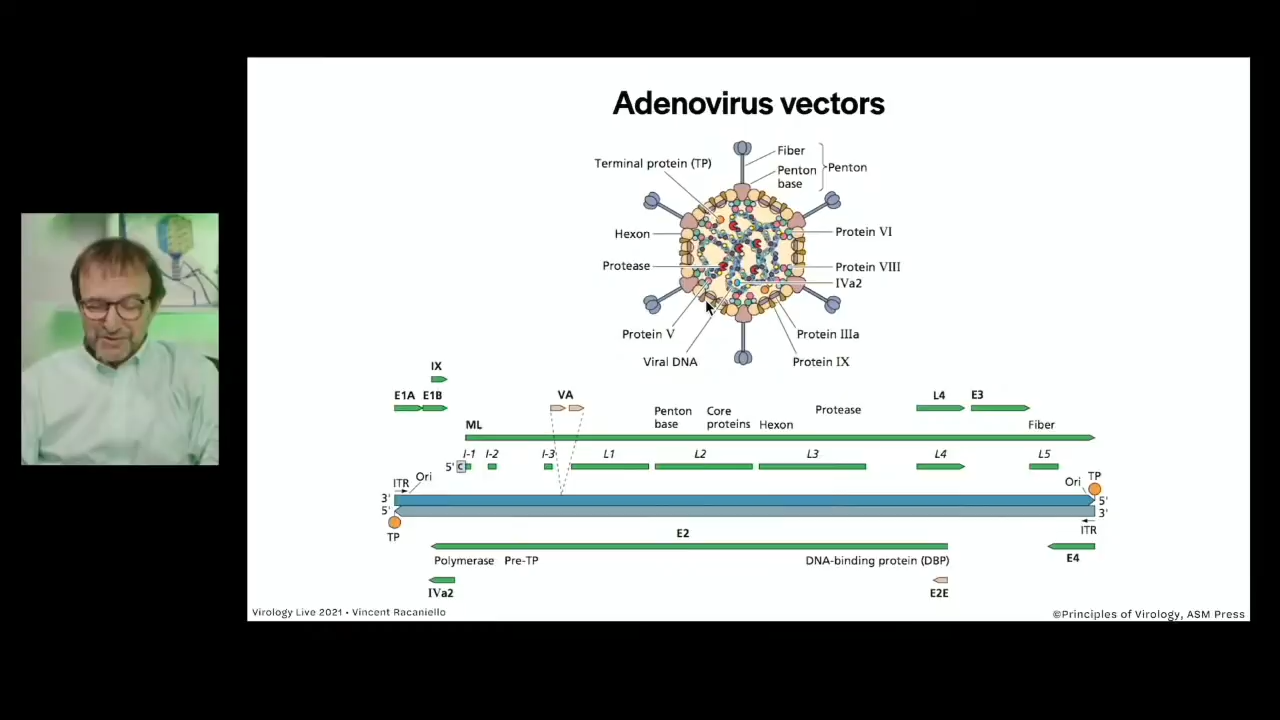 Adenovirus vectors
Fiber
Terminal protein (TP)
Penton
Penton
base
Hexon
Protein VI
Protease
Protein VIII
IVa2
Protein V
Protein IIIa
Viral DNA
Protein IX
IX
E1A E1B
VA
L4
E3
Penton
base
Core
proteins
Hexon
Protease
ML
Fiber
I-1
I-2
I-3
L1
L2
L3
L4
L5
5' C
Ori
ITR
Ori
TP
3'
5'
5'
3'
TP
ITR
E2
Polymerase
Pre-TP
DNA-binding protein (DBP)
E4
IVa2
E2E
Virology Live 2021 • Vincent Racaniello
©Principles of Virology, ASM Press